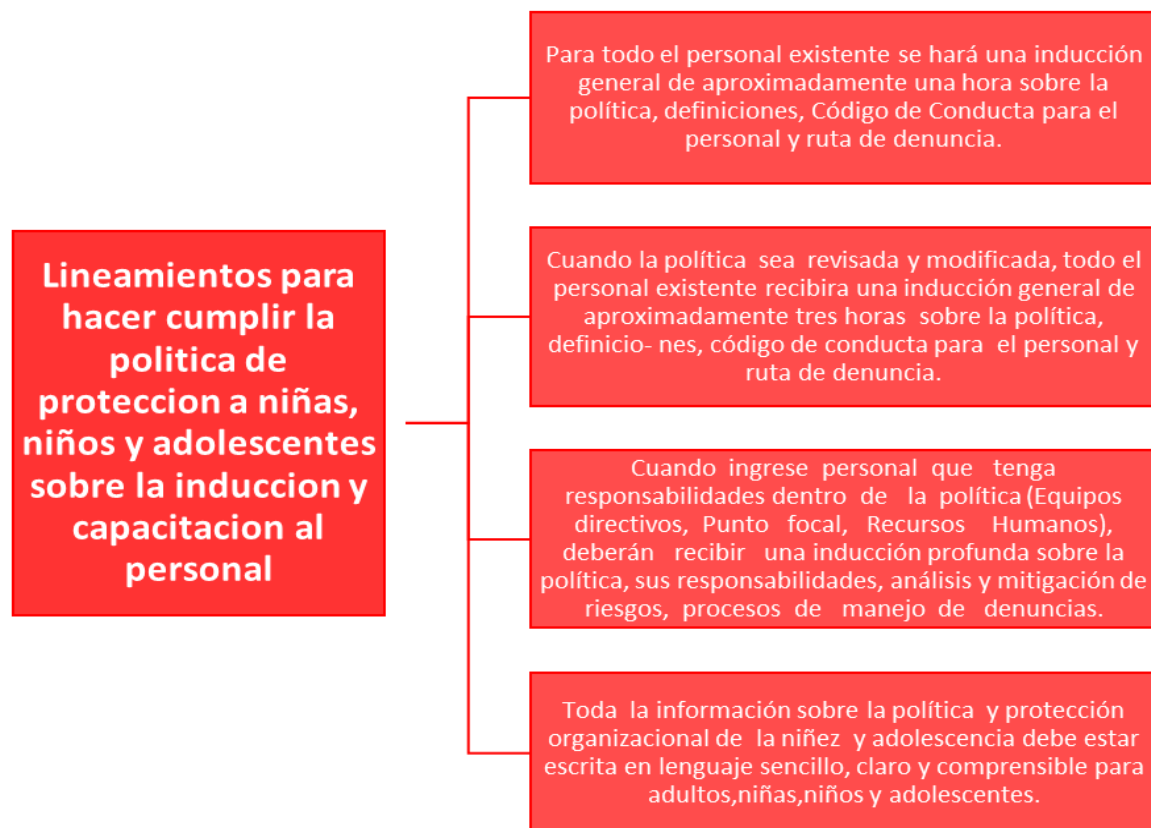 Lineamientos para
hacer cumplir la
politica de
proteccion a niñas,
niños y adolescentes
sobre la induccion y
capacitacion al
personal
Para todo el personal existente se hará una inducción
general de aproximadamente una hora sobre la
política, definiciones, Código de Conducta para el
personal y ruta de denuncia.
Cuando la política sea revisada y modificada, todo el
personal existente recibira una inducción general de
aproximadamente tres horas sobre la política,
definicio- nes, código de conducta para el personal y
ruta de denuncia.
Cuando ingrese personal que tenga
responsabilidades dentro de la política (Equipos
directivos, Punto focal, Recursos Humanos),
deberán recibir una inducción profunda sobre la
política, sus responsabilidades, análisis y mitigación de
riesgos, procesos de manejo de denuncias.
Toda la información sobre la política y protección
organizacional de la niñez y adolescencia debe estar
escrita en lenguaje sencillo, claro y comprensible para
adultos,niñas,niños y adolescentes.